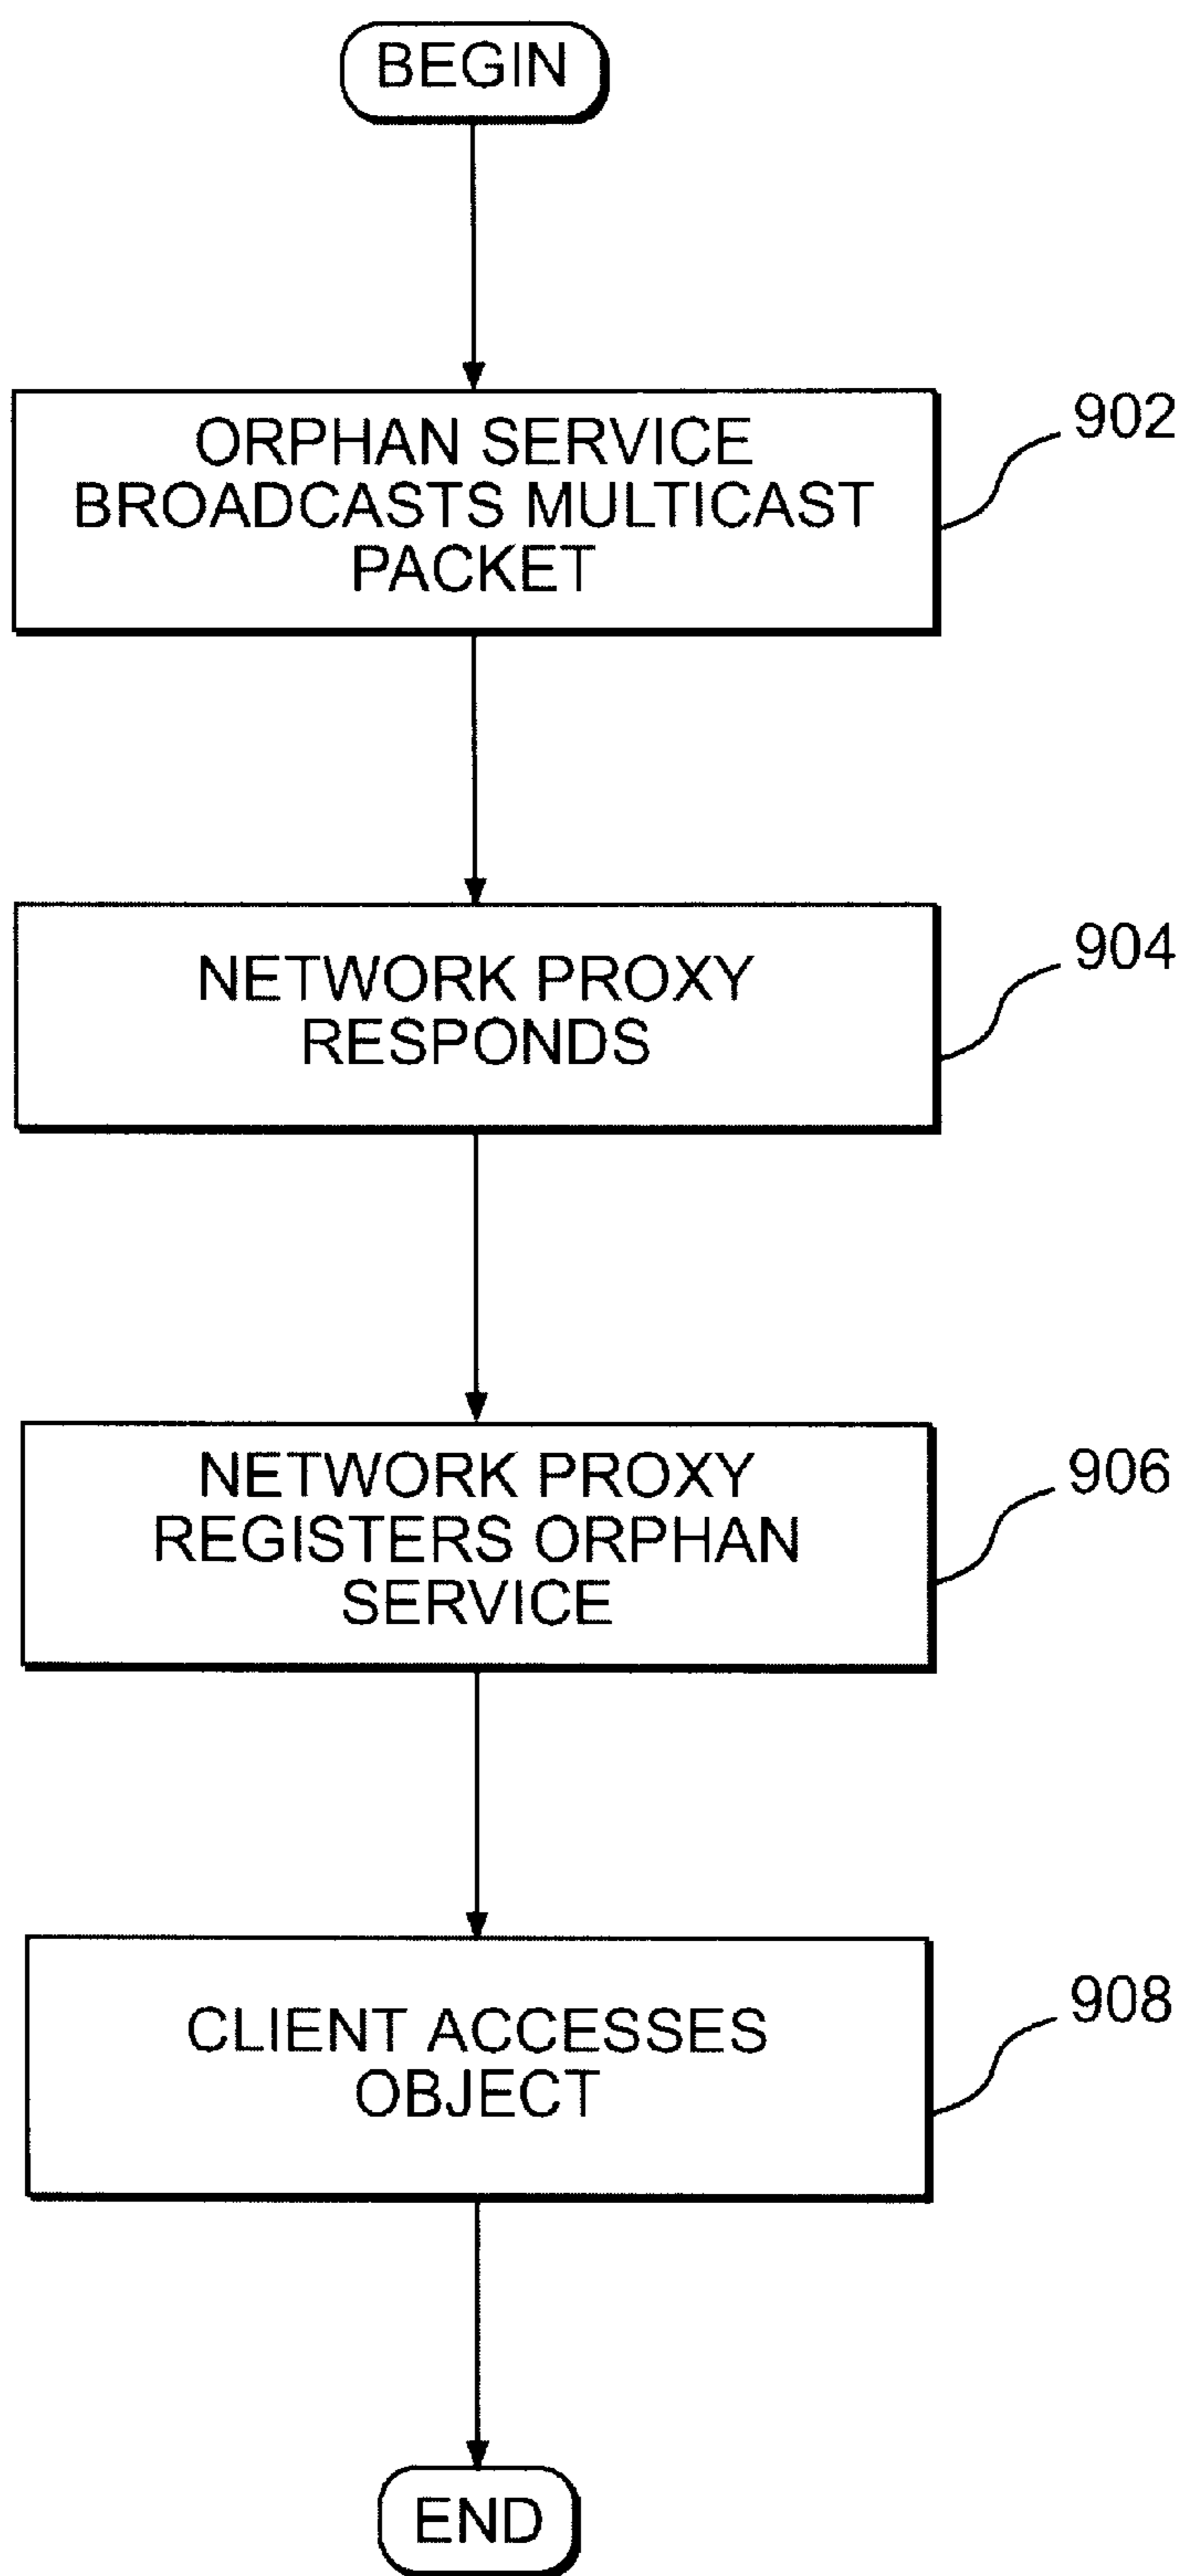 BEGIN
ORPHAN SERVICE
BROADCASTS MULTICAST
PACKET
902
NETWORK PROXY
RESPONDS
904
NETWORK PROXY
REGISTERS ORPHAN
SERVICE
906
CLIENT ACCESSES
OBJECT
908
END